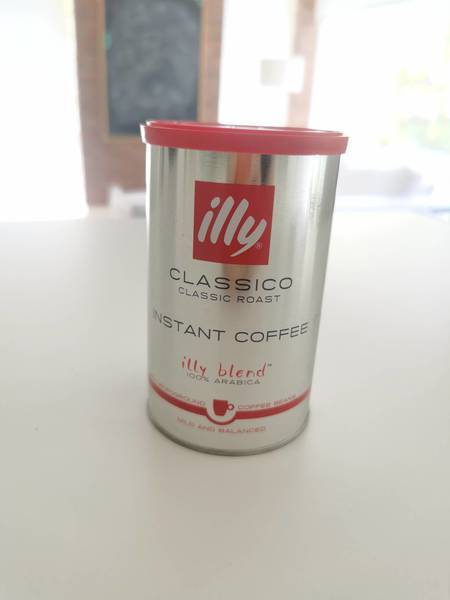 illy®
CLASSICO
CLASSIC ROAST
INSTANT COFFEE
illy blend™
100% ARABICA
COFFEE BEANS
MILD AND BALANCED